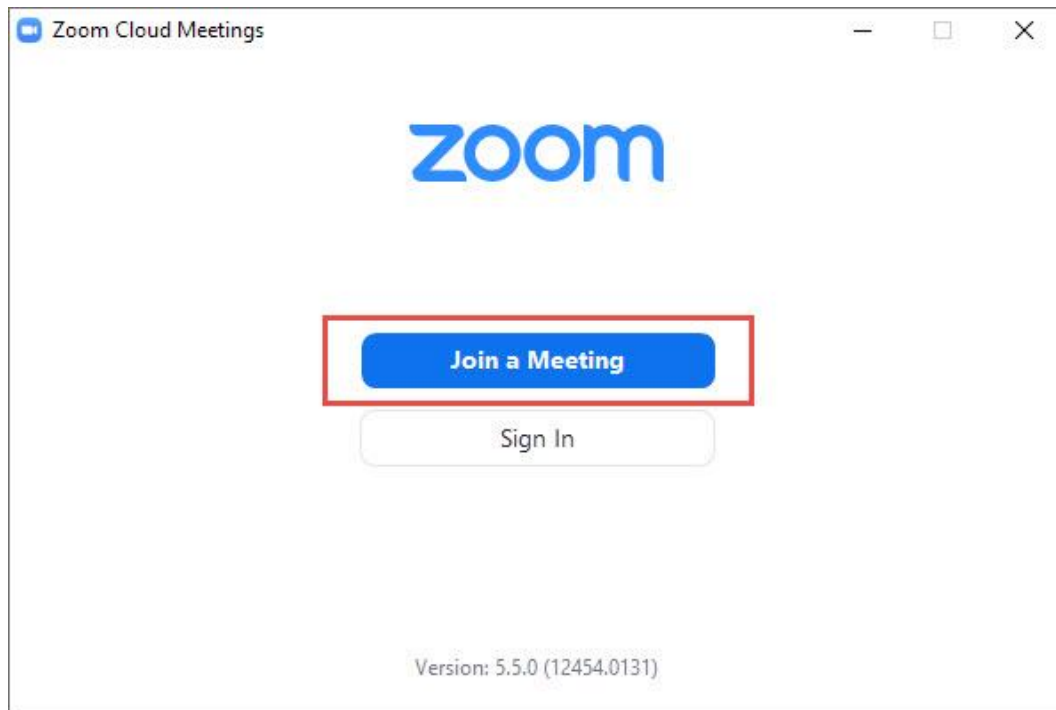 Zoom Cloud Meetings
zoom
Join a Meeting
Sign In
Version: 5.5.0 (12454.0131)